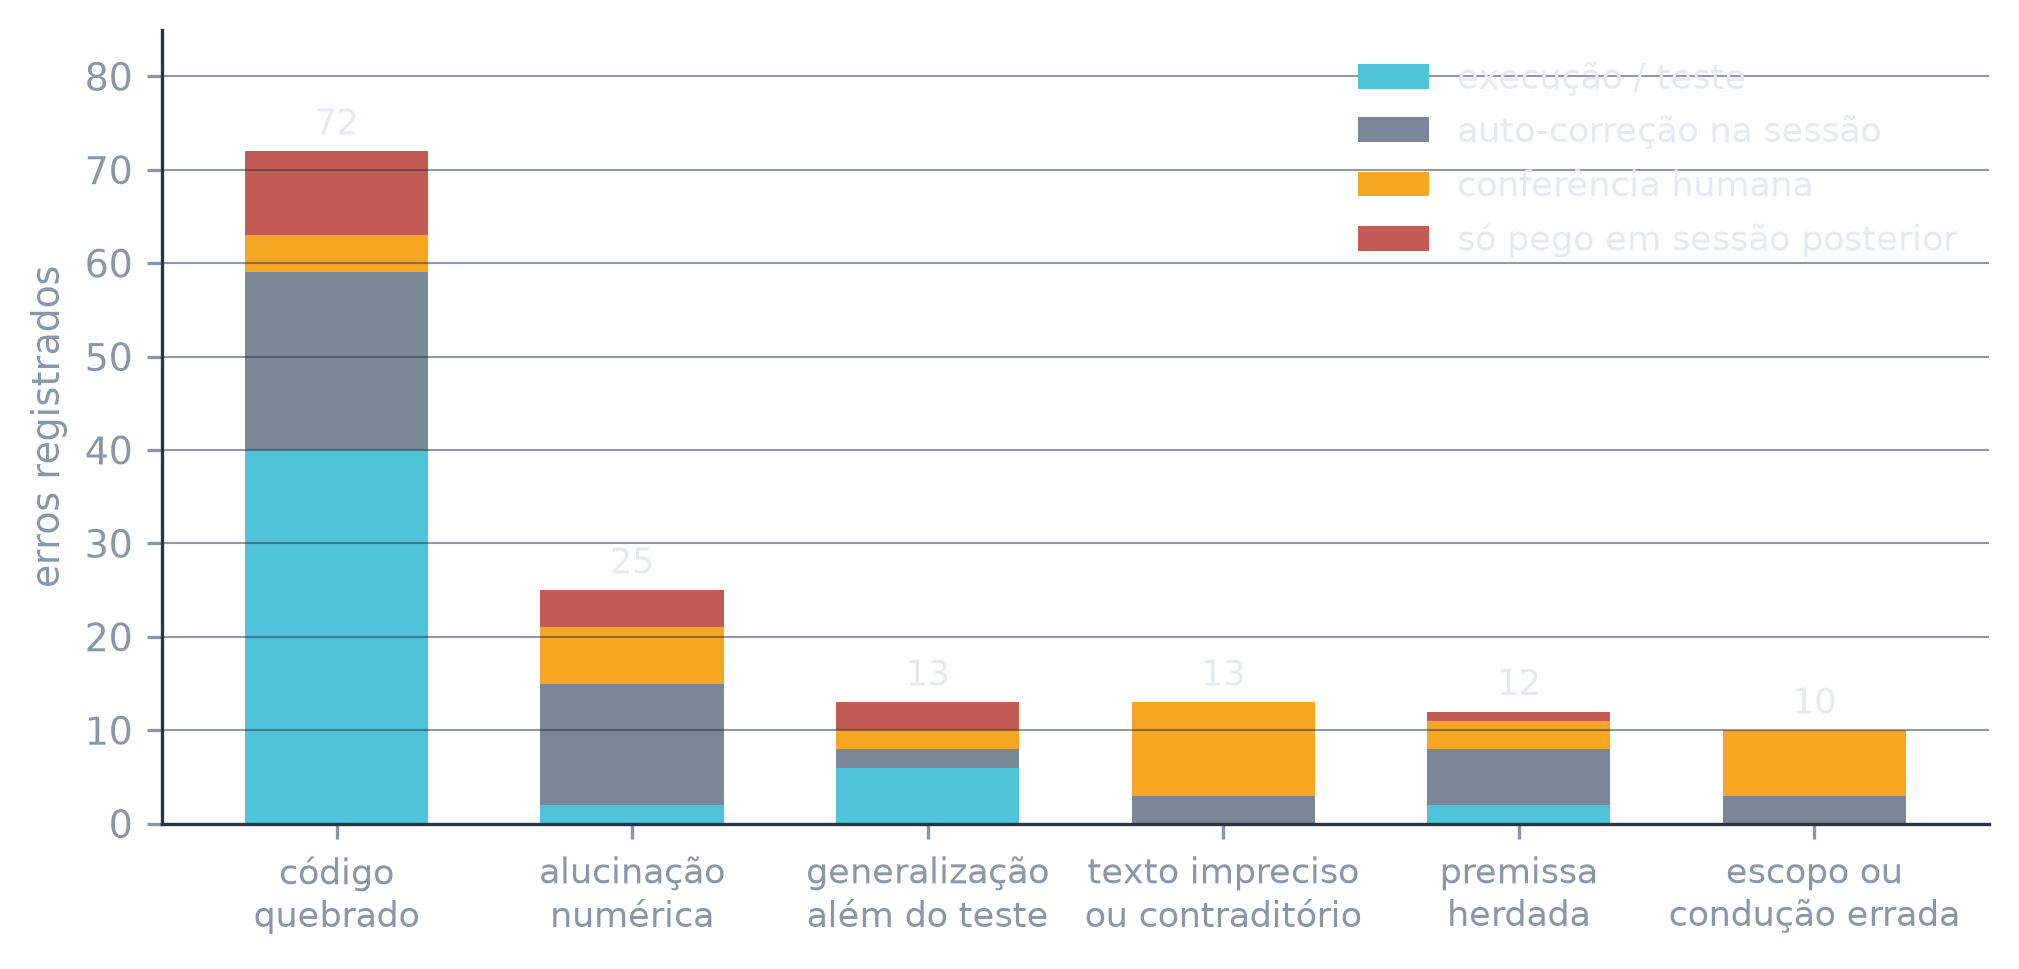 80
execução / teste
72
auto-correção na sessão
70
conferência humana
só pego em sessão posterior
60
erros registrados
50
40
30
25
20
13
13
12
10
10
0
código
quebrado
alucinação
numérica
generalização
além do teste
texto impreciso
ou contraditório
premissa
herdada
escopo ou
condução errada